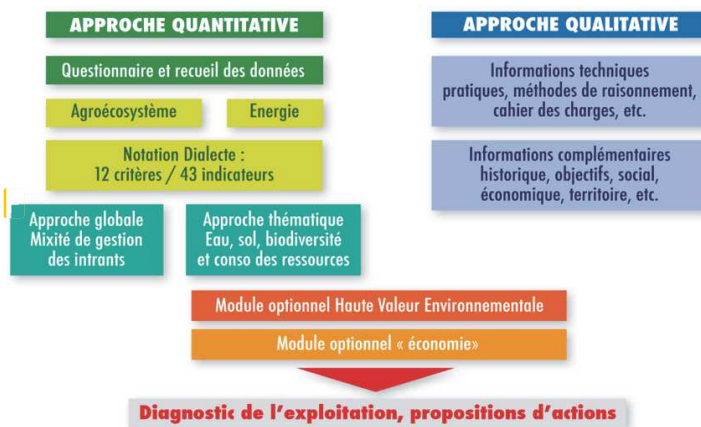 APPROCHE QUANTITATIVE
Questionnaire et recueil des données
Agroécosystème
Energie
Notation Dialecte :
12 critères / 43 indicateurs
Approche globale
Mixité de gestion
des intrants
Approche thématique
Eau, sol, biodiversité
et conso des ressources
APPROCHE QUALITATIVE
Informations techniques
pratiques, méthodes de raisonnement,
cahier des charges, etc.
Informations complémentaires
historique, objectifs, social,
économique, territoire, etc.
Module optionnel Haute Valeur Environnementale
Module optionnel « économie»
Diagnostic de l'exploitation, propositions d'actions